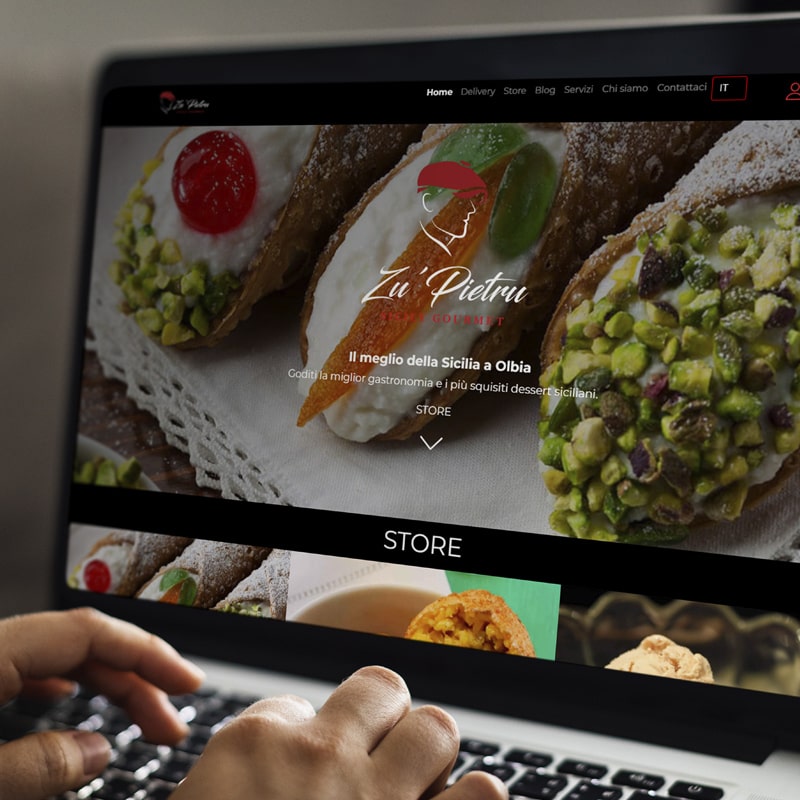 Zu' Pietru
Home Delivery Store Blog Servizi Chi siamo Contattaci IT
Zu' Pietru
GOURMET
Il meglio della Sicilia a Olbia
Goditi la miglior gastronomia e i più squisiti dessert siciliani.
STORE
STORE